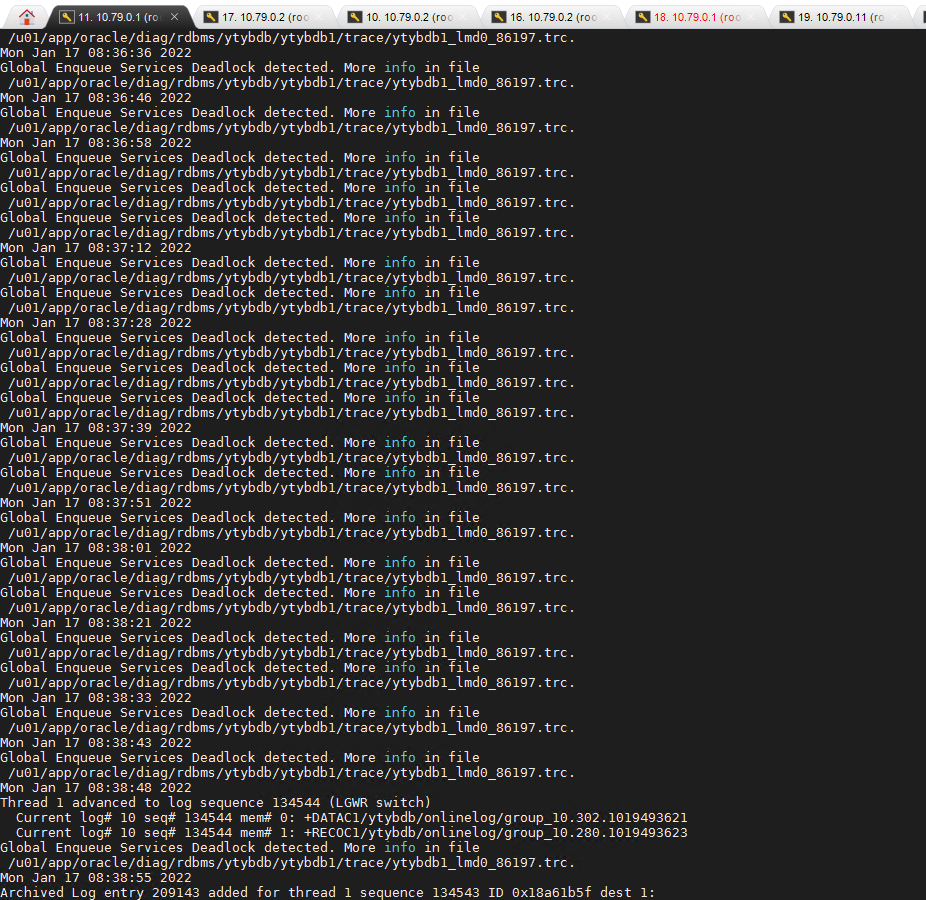 11. 10.79.0.1 (roo
17. 10.79.0.2 (roo
10. 10.79.0.2 (roo
16. 10.79.0.2 (roo
18. 10.79.0.1 (roo
19. 10.79.0.11 (ro
/u01/app/oracle/diag/rdbms/ytybdb/ytybdb1/trace/ytybdb1_lmd0_86197.trc.
Mon Jan 17 08:36:36 2022
Global Enqueue Services Deadlock detected. More info in file
/u01/app/oracle/diag/rdbms/ytybdb/ytybdb1/trace/ytybdb1_lmd0_86197.trc.
Mon Jan 17 08:36:46 2022
Global Enqueue Services Deadlock detected. More info in file
/u01/app/oracle/diag/rdbms/ytybdb/ytybdb1/trace/ytybdb1_lmd0_86197.trc.
Mon Jan 17 08:36:58 2022
Global Enqueue Services Deadlock detected. More info in file
/u01/app/oracle/diag/rdbms/ytybdb/ytybdb1/trace/ytybdb1_lmd0_86197.trc.
Global Enqueue Services Deadlock detected. More info in file
/u01/app/oracle/diag/rdbms/ytybdb/ytybdb1/trace/ytybdb1_lmd0_86197.trc.
Global Enqueue Services Deadlock detected. More info in file
/u01/app/oracle/diag/rdbms/ytybdb/ytybdb1/trace/ytybdb1_lmd0_86197.trc.
Mon Jan 17 08:37:12 2022
Global Enqueue Services Deadlock detected. More info in file
/u01/app/oracle/diag/rdbms/ytybdb/ytybdb1/trace/ytybdb1_lmd0_86197.trc.
Global Enqueue Services Deadlock detected. More info in file
/u01/app/oracle/diag/rdbms/ytybdb/ytybdb1/trace/ytybdb1_lmd0_86197.trc.
Mon Jan 17 08:37:28 2022
Global Enqueue Services Deadlock detected. More info in file
/u01/app/oracle/diag/rdbms/ytybdb/ytybdb1/trace/ytybdb1_lmd0_86197.trc.
Global Enqueue Services Deadlock detected. More info in file
/u01/app/oracle/diag/rdbms/ytybdb/ytybdb1/trace/ytybdb1_lmd0_86197.trc.
Global Enqueue Services Deadlock detected. More info in file
/u01/app/oracle/diag/rdbms/ytybdb/ytybdb1/trace/ytybdb1_lmd0_86197.trc.
Mon Jan 17 08:37:39 2022
Global Enqueue Services Deadlock detected. More info in file
/u01/app/oracle/diag/rdbms/ytybdb/ytybdb1/trace/ytybdb1_lmd0_86197.trc.
Global Enqueue Services Deadlock detected. More info in file
/u01/app/oracle/diag/rdbms/ytybdb/ytybdb1/trace/ytybdb1_lmd0_86197.trc.
Mon Jan 17 08:37:51 2022
Global Enqueue Services Deadlock detected. More info in file
/u01/app/oracle/diag/rdbms/ytybdb/ytybdb1/trace/ytybdb1_lmd0_86197.trc.
Mon Jan 17 08:38:01 2022
Global Enqueue Services Deadlock detected. More info in file
/u01/app/oracle/diag/rdbms/ytybdb/ytybdb1/trace/ytybdb1_lmd0_86197.trc.
Global Enqueue Services Deadlock detected. More info in file
/u01/app/oracle/diag/rdbms/ytybdb/ytybdb1/trace/ytybdb1_lmd0_86197.trc.
Mon Jan 17 08:38:21 2022
Global Enqueue Services Deadlock detected. More info in file
/u01/app/oracle/diag/rdbms/ytybdb/ytybdb1/trace/ytybdb1_lmd0_86197.trc.
Global Enqueue Services Deadlock detected. More info in file
/u01/app/oracle/diag/rdbms/ytybdb/ytybdb1/trace/ytybdb1_lmd0_86197.trc.
Mon Jan 17 08:38:33 2022
Global Enqueue Services Deadlock detected. More info in file
/u01/app/oracle/diag/rdbms/ytybdb/ytybdb1/trace/ytybdb1_lmd0_86197.trc.
Mon Jan 17 08:38:43 2022
Global Enqueue Services Deadlock detected. More info in file
/u01/app/oracle/diag/rdbms/ytybdb/ytybdb1/trace/ytybdb1_lmd0_86197.trc.
Mon Jan 17 08:38:48 2022
Thread 1 advanced to log sequence 134544 (LGWR switch)
Current log# 10 seq# 134544 mem# 0: +DATAC1/ytybdb/onlinelog/group_10.302.1019493621
Current log# 10 seq# 134544 mem# 1: +RECOC1/ytybdb/onlinelog/group_10.280.1019493623
Global Enqueue Services Deadlock detected. More info in file
/u01/app/oracle/diag/rdbms/ytybdb/ytybdb1/trace/ytybdb1_lmd0_86197.trc.
Mon Jan 17 08:38:55 2022
Archived Log entry 209143 added for thread 1 sequence 134543 ID 0x18a61b5f dest 1: